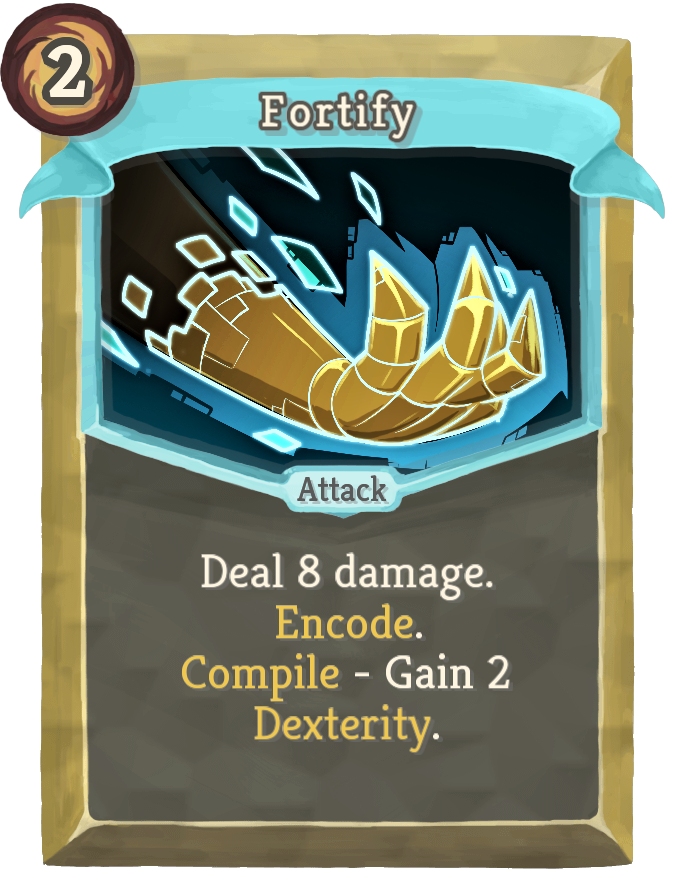 2
Fortify
Attack
Deal 8 damage.
Encode.
Compile - Gain 2
Dexterity.